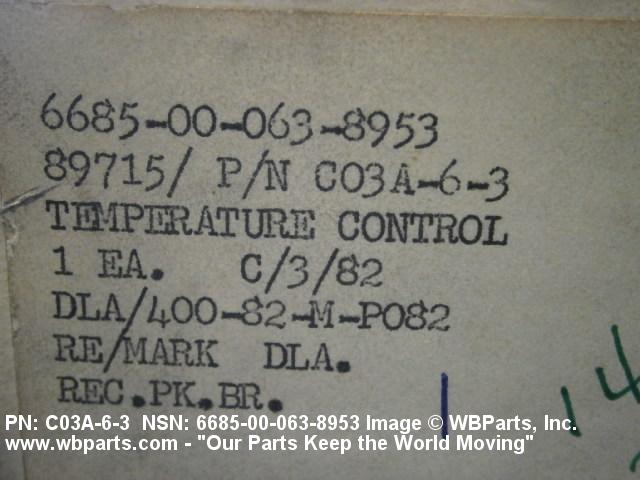 6685-00-063-8953
89715/ P/N C03A-6-3
TEMPERATURE CONTROL
1 EA. C/3/82
DLA/400-82-M-P082
RE/MARK DLA.
REC.PK.BR.
14
PN: C03A-6-3 NSN: 6685-00-063-8953 Image © WBParts, Inc.
www.wbparts.com - "Our Parts Keep the World Moving"